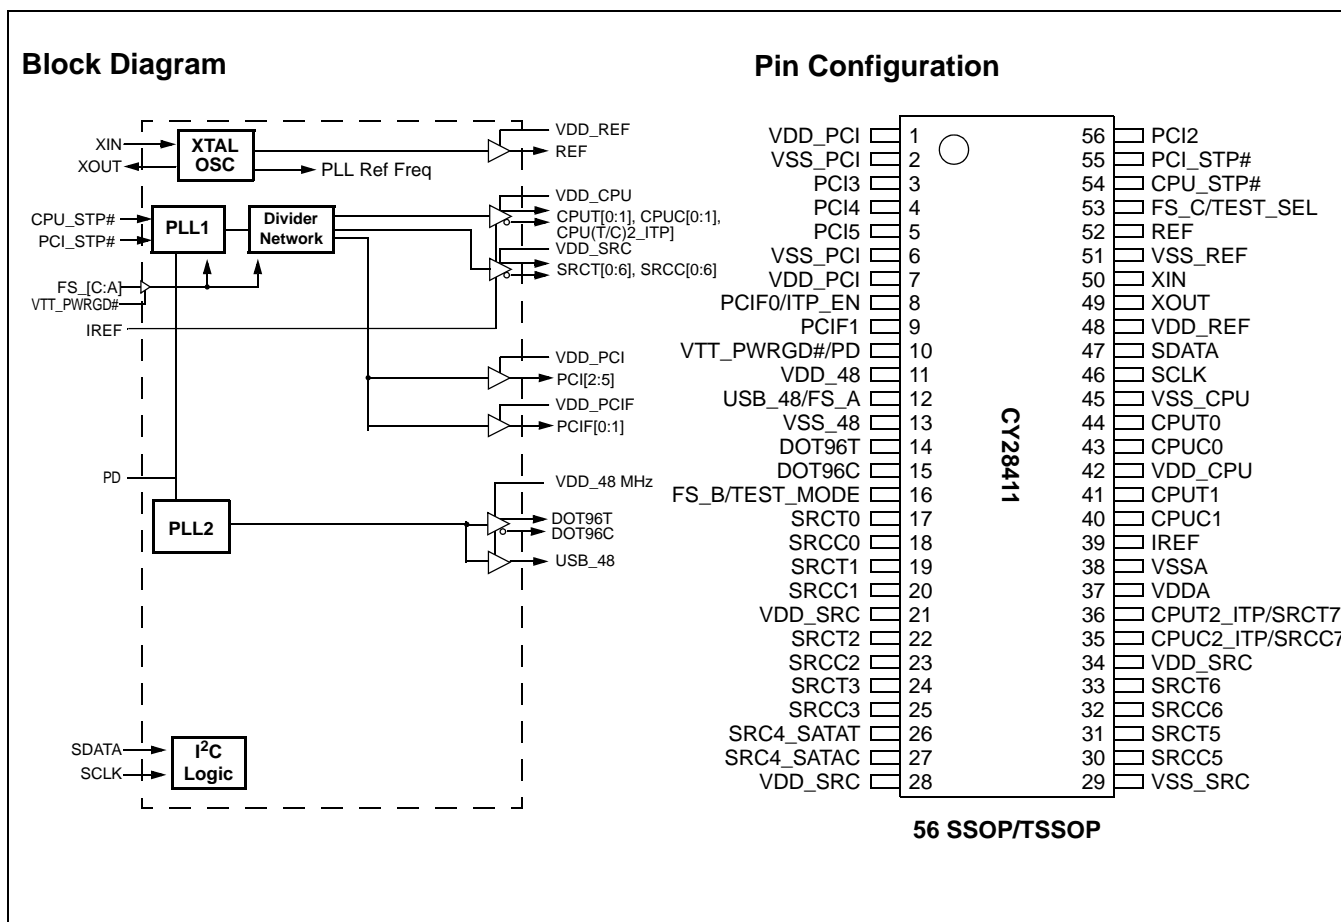 Block Diagram
XIN
XOUT
XTAL
OSC
VDD_REF
REF
PLL Ref Freq
CPU_STP#
PCI_STP#
PLL1
Divider
Network
VDD_CPU
CPUT[0:1], CPUC[0:1],
CPU(T/C)2_ITP]
VDD_SRC
SRCT[0:6], SRCC[0:6]
FS_[C:A]
VTT_PWRGD#
IREF
VDD_PCI
PCI[2:5]
VDD_PCIF
PCIF[0:1]
PD
PLL2
VDD_48 MHz
DOT96T
DOT96C
USB_48
SDATA
SCLK
I2C
Logic
Pin Configuration
VDD_PCI 1 56 PCI2
VSS_PCI 2 55 PCI_STP#
PCI3 3 54 CPU_STP#
PCI4 4 53 FS_C/TEST_SEL
PCI5 5 52 REF
VSS_PCI 6 51 VSS_REF
VDD_PCI 7 50 XIN
PCIF0/ITP_EN 8 49 XOUT
PCIF1 9 48 VDD_REF
VTT_PWRGD#/PD 10 47 SDATA
VDD_48 11 46 SCLK
USB_48/FS_A 12 45 VSS_CPU
VSS_48 13 44 CPUT0
DOT96T 14 43 CPUC0
DOT96C 15 42 VDD_CPU
FS_B/TEST_MODE 16 41 CPUT1
SRCT0 17 40 CPUC1
SRCC0 18 39 IREF
SRCT1 19 38 VSSA
SRCC1 20 37 VDDA
VDD_SRC 21 36 CPUT2_ITP/SRCT7
SRCT2 22 35 CPUC2_ITP/SRCC7
SRCC2 23 34 VDD_SRC
SRCT3 24 33 SRCT6
SRCC3 25 32 SRCC6
SRC4_SATAT 26 31 SRCT5
SRC4_SATAC 27 30 SRCC5
VDD_SRC 28 29 VSS_SRC
CY28411
56 SSOP/TSSOP